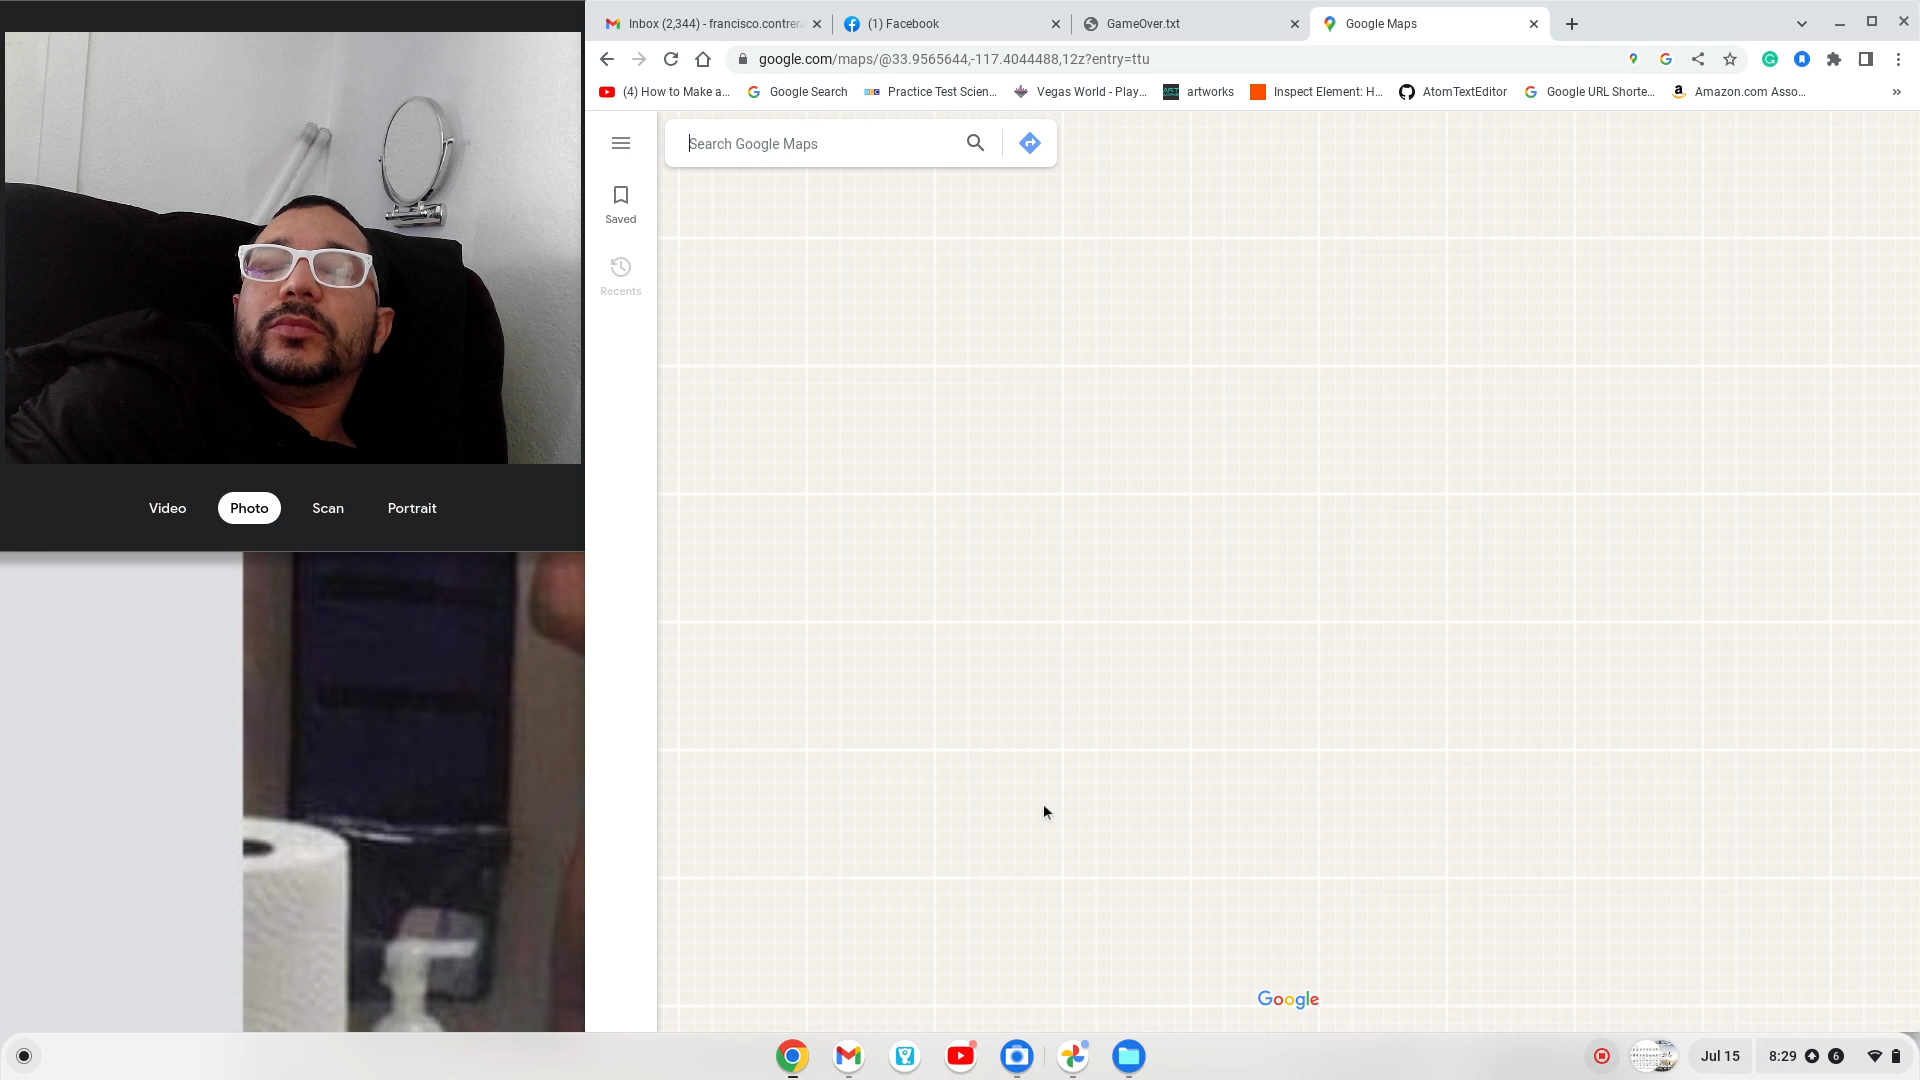 Video
Photo
Scan
Portrait
Inbox (2,344) - francisco.contrer
(1) Facebook
GameOver.txt
Google Maps
google.com/maps/@33.9565644,-117.4044488,12z?entry=ttu
(4) How to Make a...
Google Search
Practice Test Scien...
Vegas World - Play...
artworks
Inspect Element: H...
AtomTextEditor
Google URL Shorte...
Amazon.com Asso...
»
Search Google Maps
Saved
Recents
Google
Jul 15
8:29
6